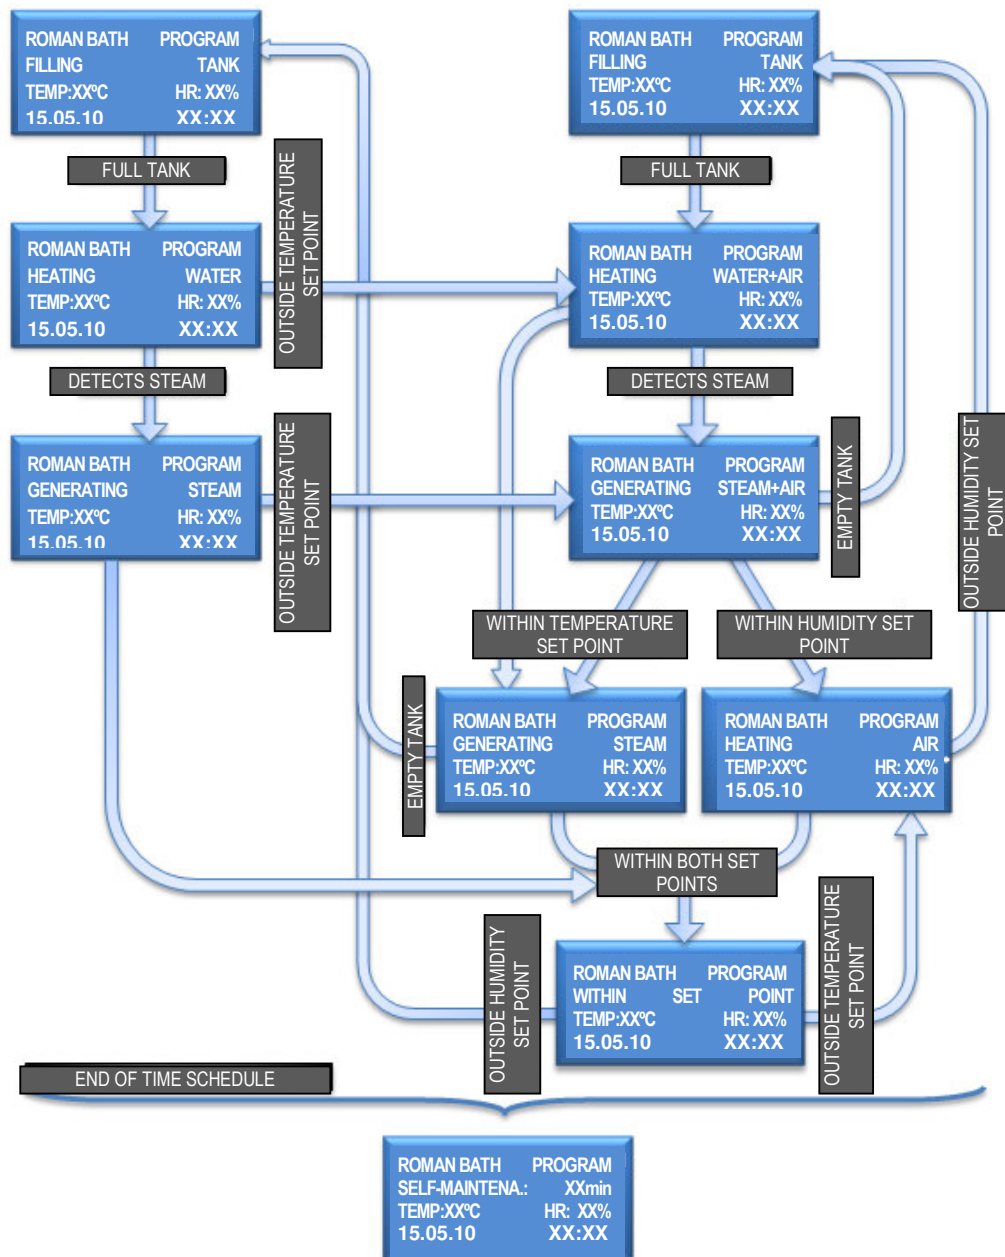 ROMAN BATH PROGRAM
FILLING TANK
TEMP:XXºC HR: XX%
15.05.10 XX:XX
ROMAN BATH PROGRAM
FILLING TANK
TEMP:XXºC HR: XX%
15.05.10 XX:XX
FULL TANK
OUTSIDE TEMPERATURE
SET POINT
FULL TANK
ROMAN BATH PROGRAM
HEATING WATER
TEMP:XXºC HR: XX%
15.05.10 XX:XX
ROMAN BATH PROGRAM
HEATING WATER+AIR
TEMP:XXºC HR: XX%
15.05.10 XX:XX
DETECTS STEAM
DETECTS STEAM
ROMAN BATH PROGRAM
GENERATING STEAM
TEMP:XXºC HR: XX%
15.05.10 XX:XX
OUTSIDE TEMPERATURE
SET POINT
ROMAN BATH PROGRAM
GENERATING STEAM+AIR
TEMP:XXºC HR: XX%
15.05.10 XX:XX
EMPTY TANK
OUTSIDE HUMIDITY SET
POINT
WITHIN TEMPERATURE
SET POINT
WITHIN HUMIDITY SET
POINT
EMPTY TANK
ROMAN BATH PROGRAM
GENERATING STEAM
TEMP:XXºC HR: XX%
15.05.10 XX:XX
ROMAN BATH PROGRAM
HEATING AIR
TEMP:XXºC HR: XX%
15.05.10 XX:XX
WITHIN BOTH SET
POINTS
OUTSIDE HUMIDITY
SET POINT
ROMAN BATH PROGRAM
WITHIN SET POINT
TEMP:XXºC HR: XX%
15.05.10 XX:XX
OUTSIDE TEMPERATURE
SET POINT
END OF TIME SCHEDULE
ROMAN BATH PROGRAM
SELF-MAINTENA.: XXmin
TEMP:XXºC HR: XX%
15.05.10 XX:XX